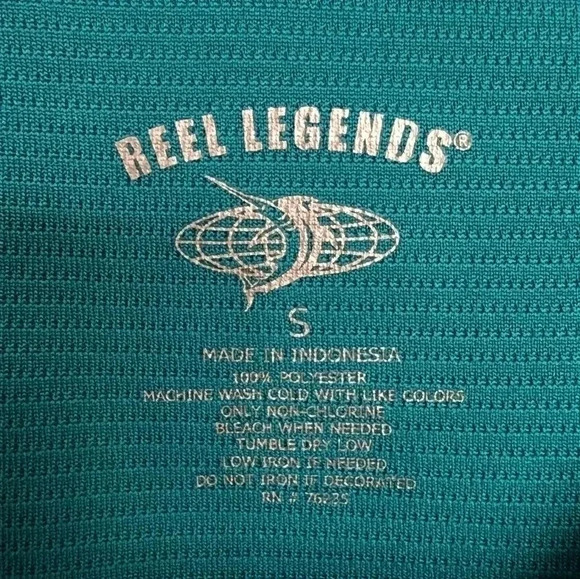 REEL LEGENDS®
S
MADE IN INDONESIA
100% POLYESTER
MACHINE WASH COLD WITH LIKE COLORS
ONLY NON-CHLORINE
BLEACH WHEN NEEDED
TUMBLE DRY LOW
LOW IRON IF NEEDED
DO NOT IRON IF DECORATED
RN # 76235